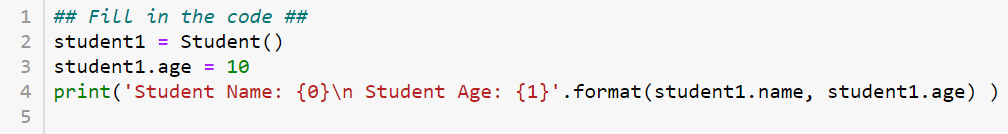 1 ## Fill in the code ##
2 student1 = Student()
3 student1.age = 10
4 print('Student Name: {0}\n Student Age: {1}'.format(student1.name, student1.age) )
5